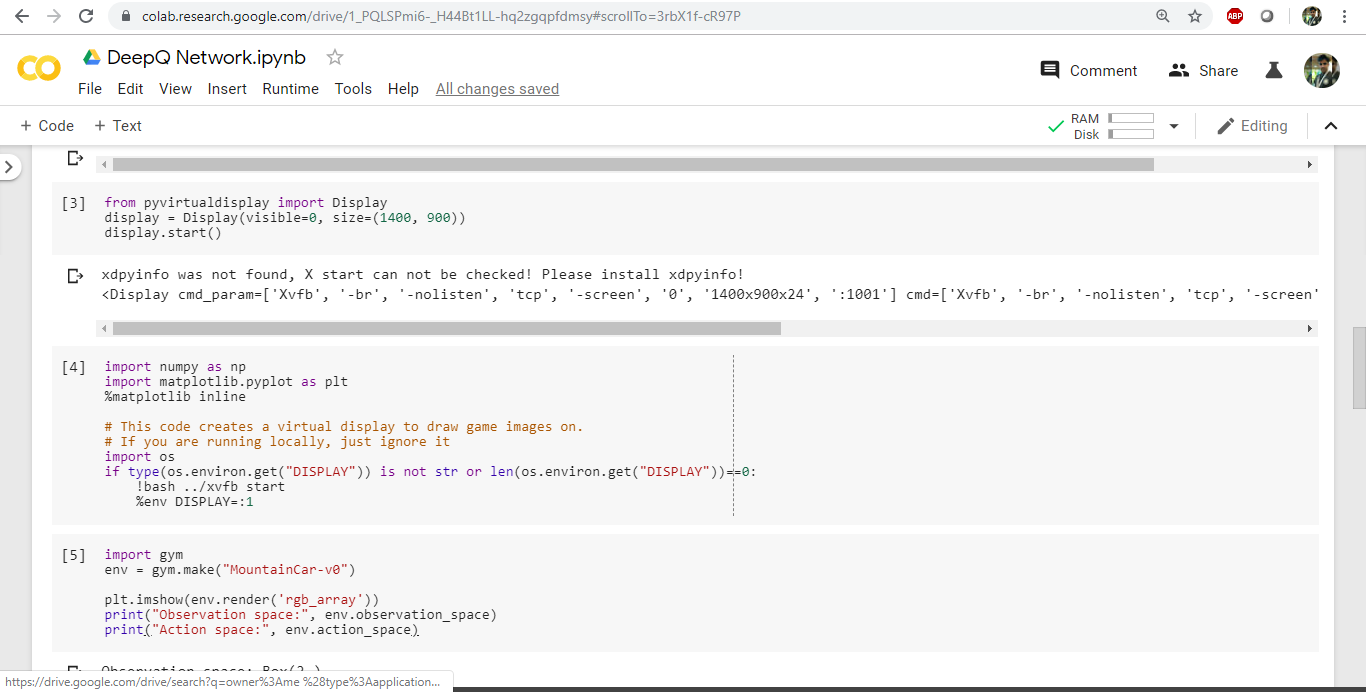 colab.research.google.com/drive/1_PQLSPmi6-_H44Bt1LL-hq2zgqpfdmsy#scrollTo=3rbX1f-cR97P
ABP
CO
DeepQ Network.ipynb
File Edit View Insert Runtime Tools Help All changes saved
Comment Share
+ Code + Text
RAM
Disk
Editing
[3] from pyvirtualdisplay import Display
display = Display(visible=0, size=(1400, 900))
display.start()
xdpyinfo was not found, X start can not be checked! Please install xdpyinfo!
<Display cmd_param=['Xvfb', '-br', '-nolisten', 'tcp', '-screen', '0', '1400x900x24', ':1001'] cmd=['Xvfb', '-br', '-nolisten', 'tcp', '-screen'
[4] import numpy as np
import matplotlib.pyplot as plt
%matplotlib inline
# This code creates a virtual display to draw game images on.
# If you are running locally, just ignore it
import os
if type(os.environ.get("DISPLAY")) is not str or len(os.environ.get("DISPLAY"))==0:
    !bash ../xvfb start
    %env DISPLAY=:1
[5] import gym
env = gym.make("MountainCar-v0")
plt.imshow(env.render('rgb_array'))
print("Observation space:", env.observation_space)
print("Action space:", env.action_space)
Observation space: Box(2,)
https://drive.google.com/drive/search?q=owner%3Ame %28type%3Aapplication...